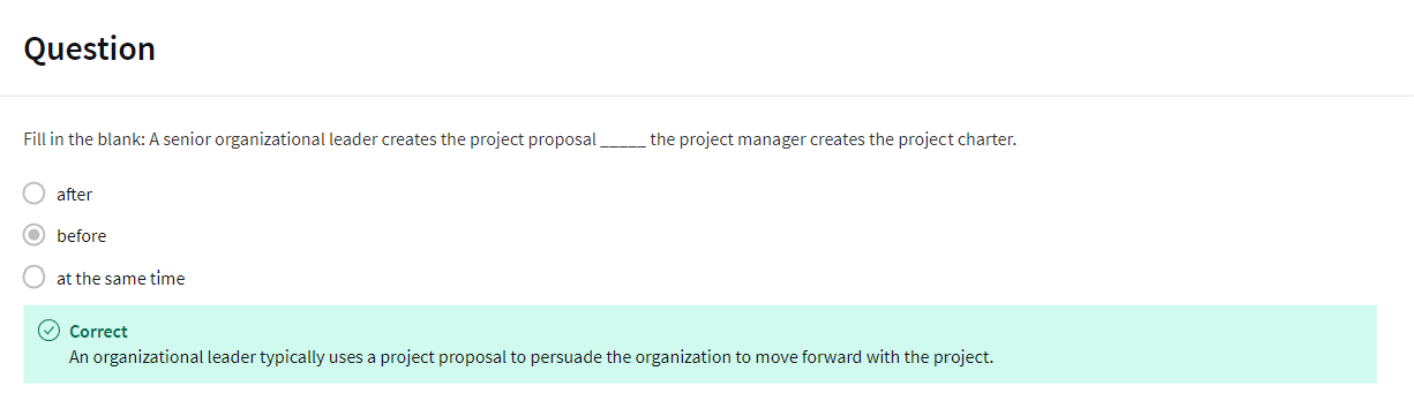 Question
Fill in the blank: A senior organizational leader creates the project proposal _____ the project manager creates the project charter.
after
before
at the same time
Correct
An organizational leader typically uses a project proposal to persuade the organization to move forward with the project.